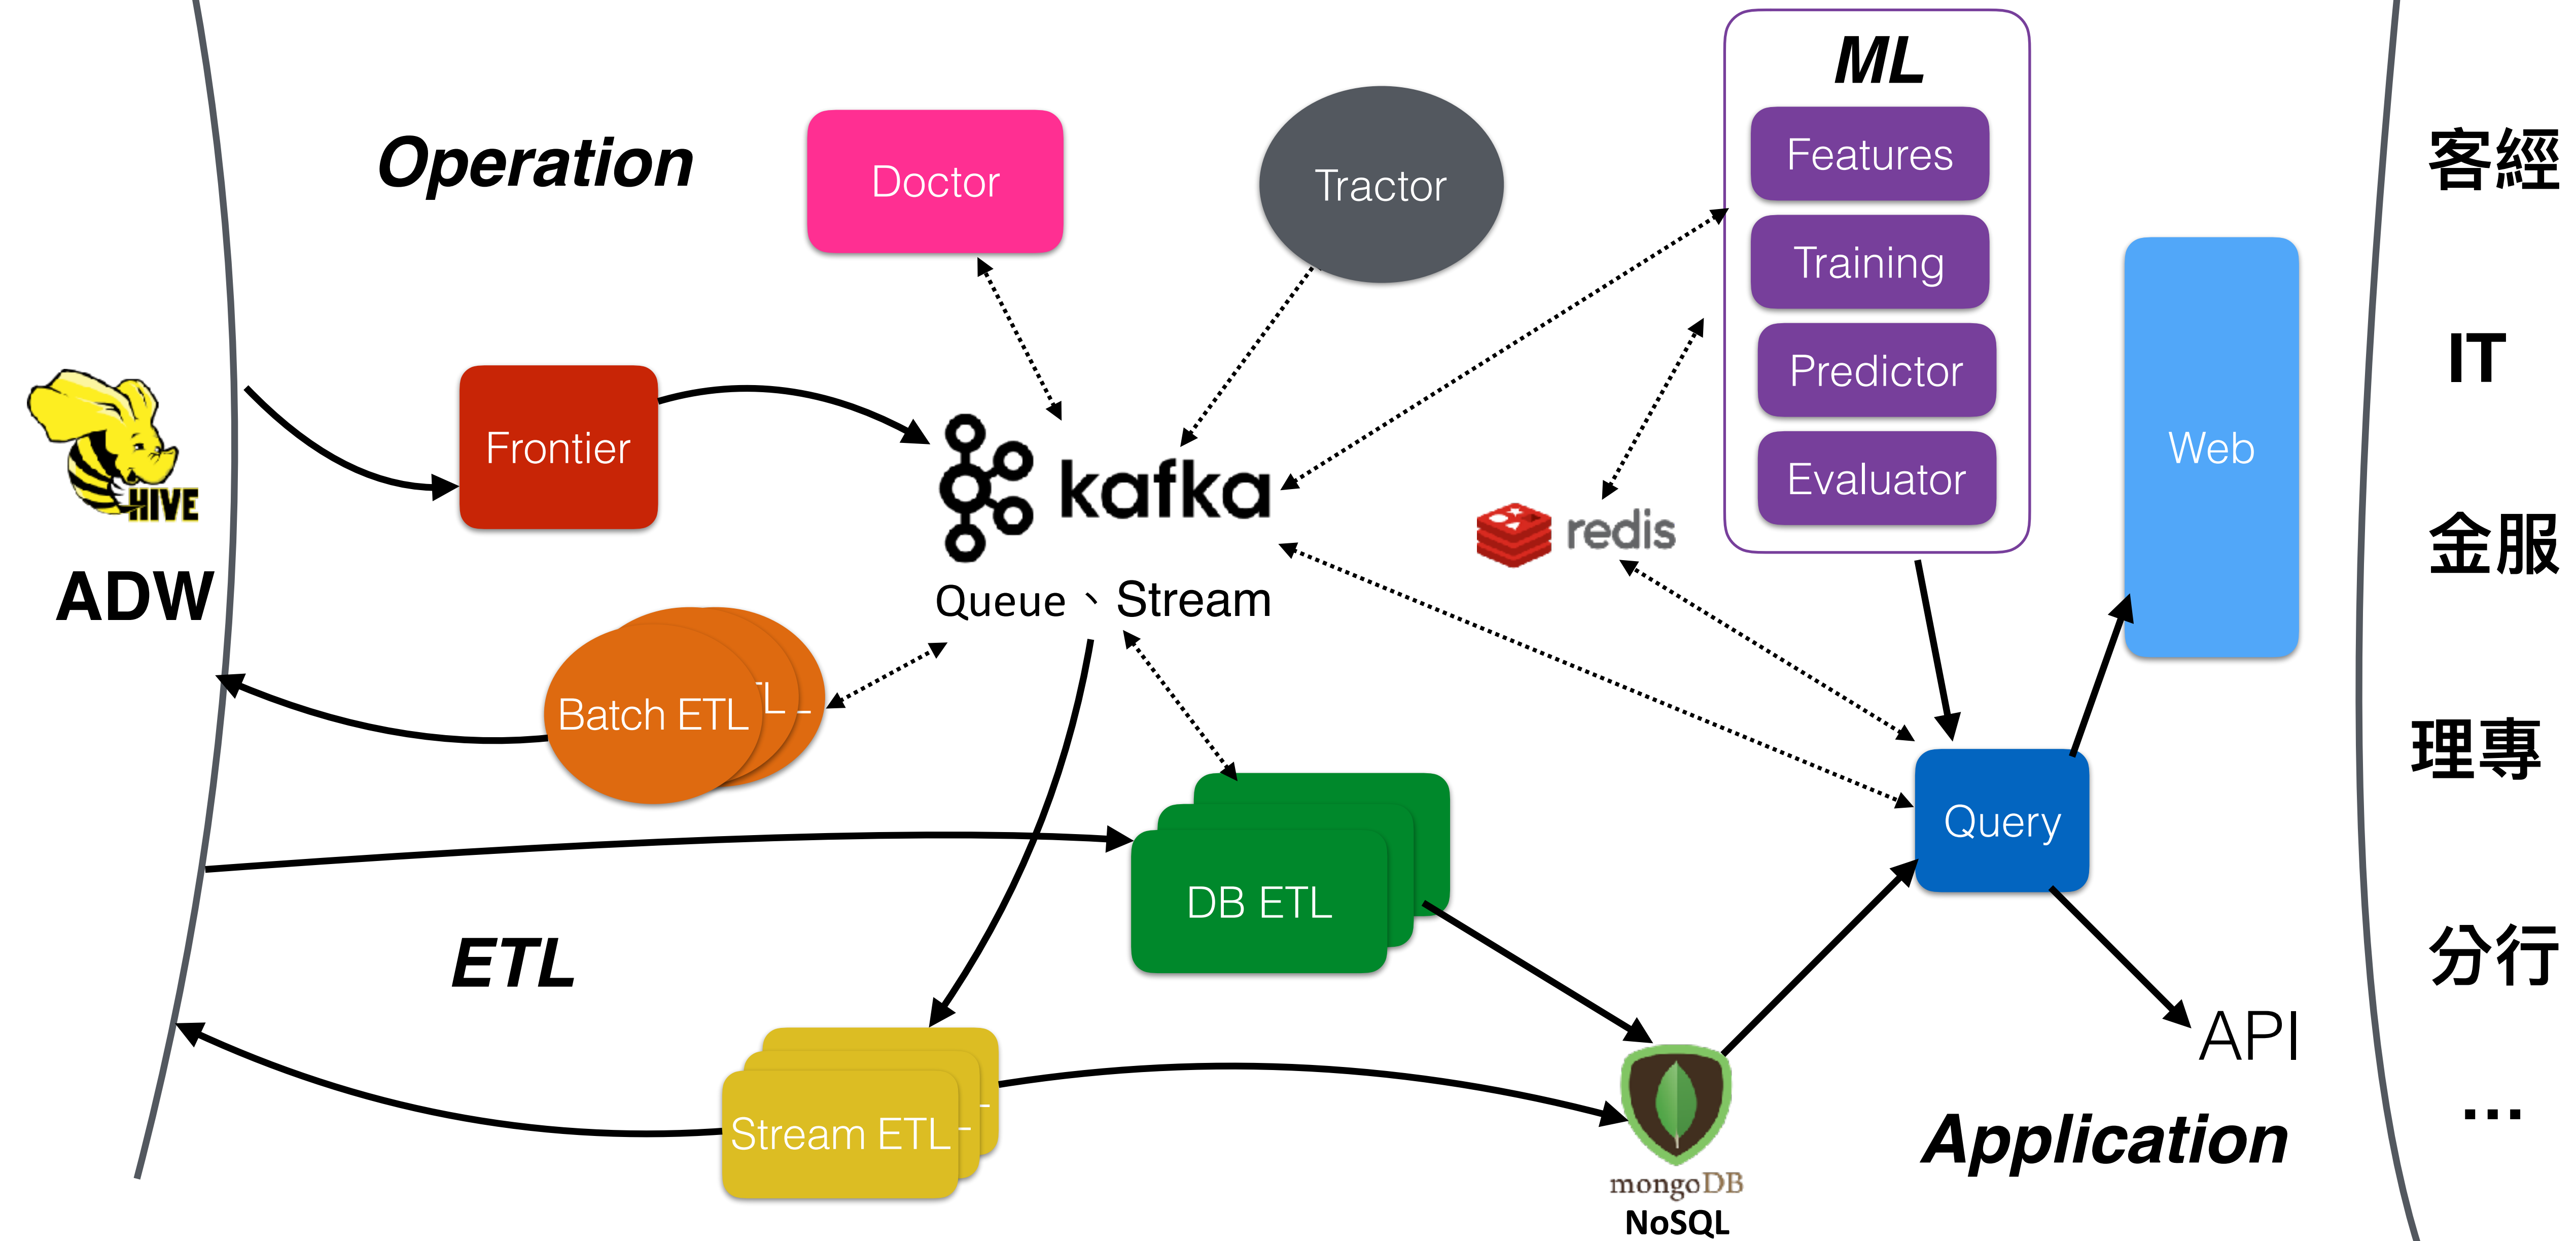 Operation
Doctor
Tractor
ML
Features
Training
Predictor
Evaluator
Web
客經
IT
金服
理專
分行
...
HIVE
ADW
Frontier
kafka
Queue、Stream
redis
Batch ETL
TL
DB ETL
Query
ETL
Stream ETL
API
Application
mongoDB
NoSQL